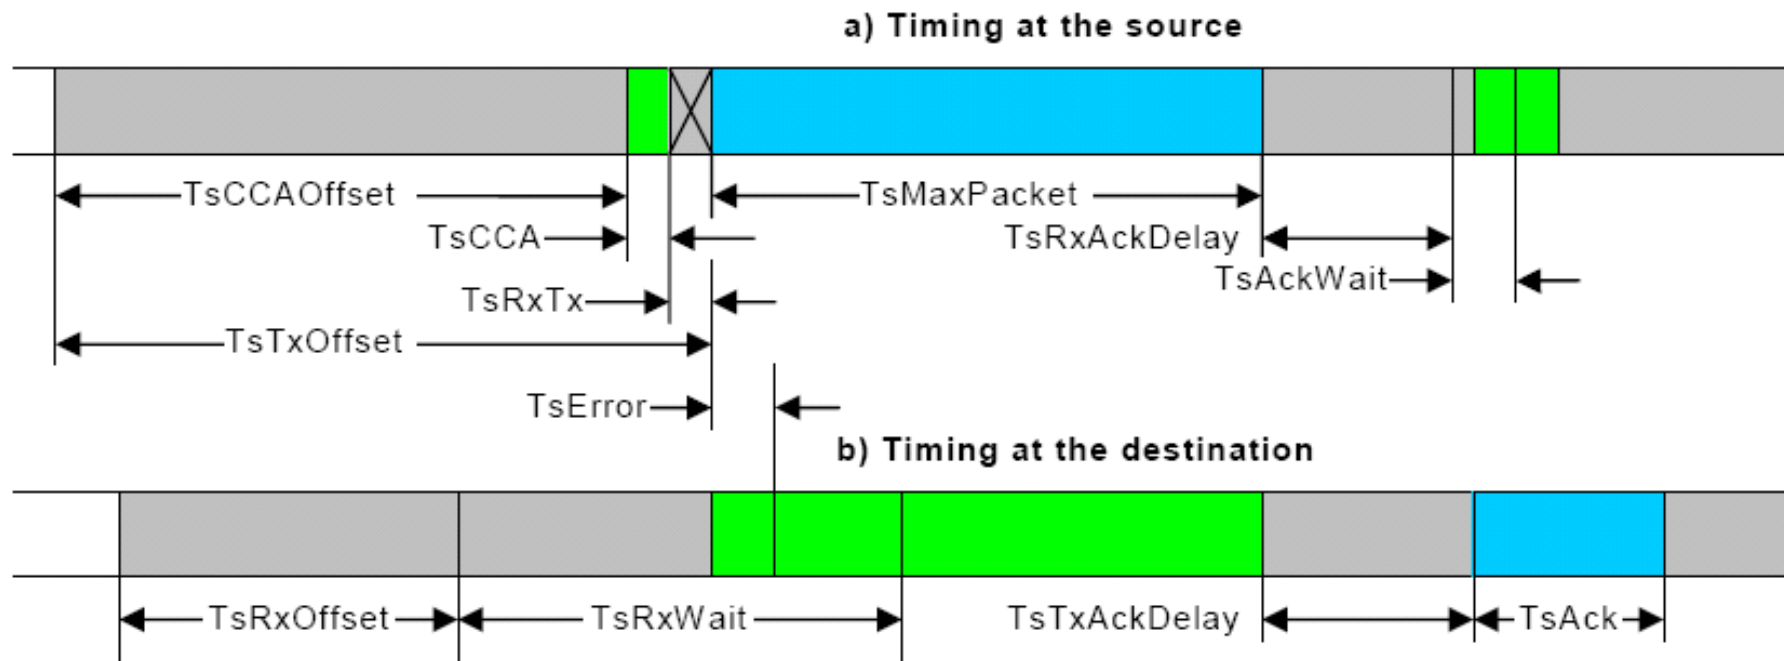 a) Timing at the source
TsCCAOffset
TsMaxPacket
TsCCA
TsRxAckDelay
TsAckWait
TsRxTx
TsTxOffset
TsError
b) Timing at the destination
TsRxOffset
TsRxWait
TsTxAckDelay
TsAck